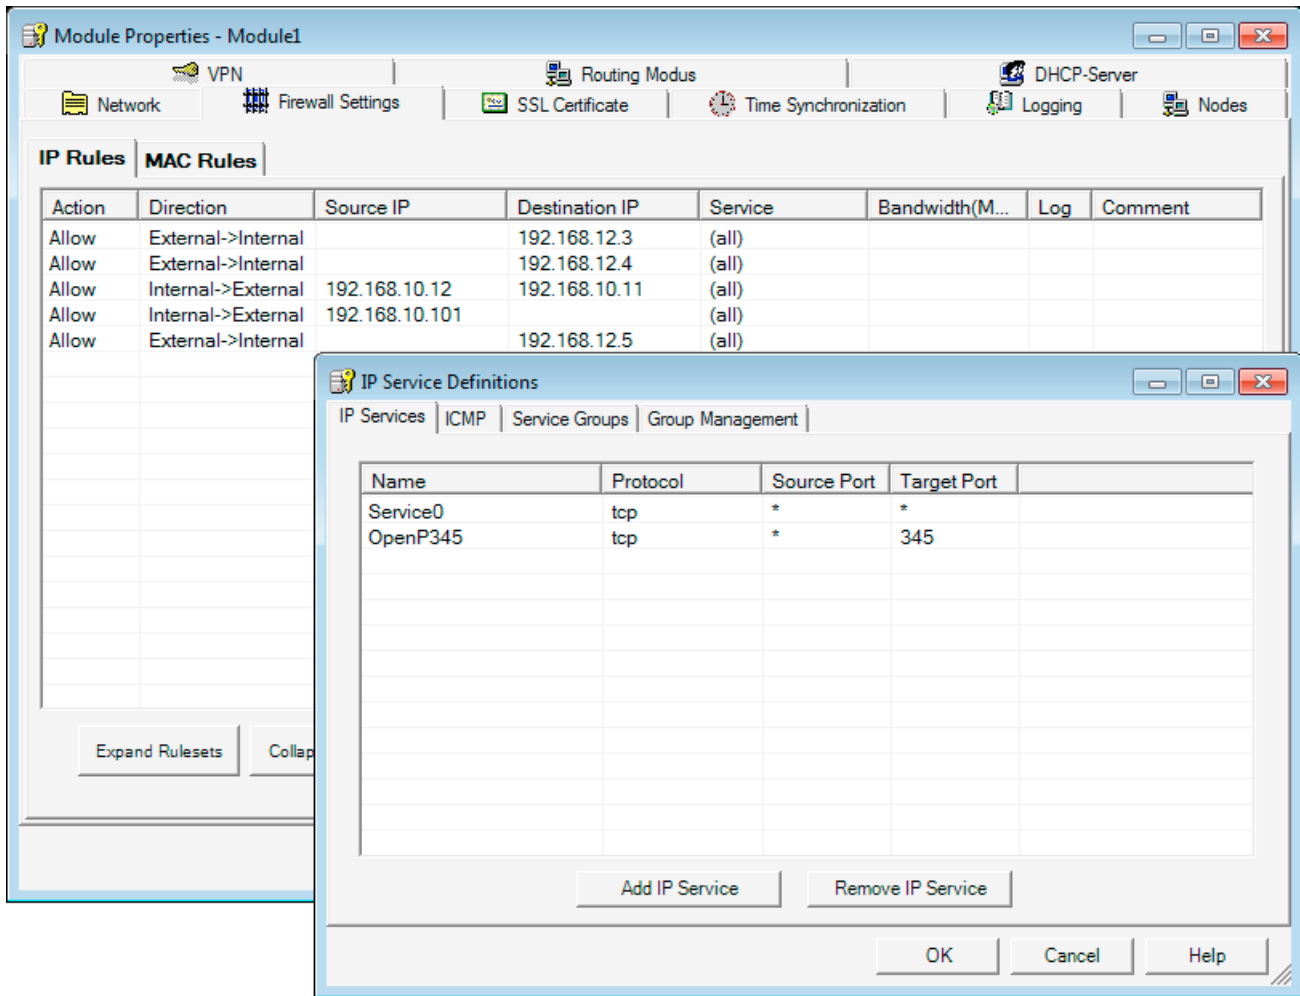 Module Properties - Module1
VPN Routing Modus DHCP-Server
Network Firewall Settings SSL Certificate Time Synchronization Logging Nodes
IP Rules MAC Rules
Action Direction Source IP Destination IP Service Bandwidth(M... Log Comment
Allow External->Internal 192.168.12.3 (all)
Allow External->Internal 192.168.12.4 (all)
Allow Internal->External 192.168.10.12 192.168.10.11 (all)
Allow Internal->External 192.168.10.101 (all)
Allow External->Internal 192.168.12.5 (all)
IP Service Definitions
IP Services ICMP Service Groups Group Management
Name Protocol Source Port Target Port
Service0 tcp * *
OpenP345 tcp * 345
Expand Rulesets Collap
Add IP Service Remove IP Service
OK Cancel Help